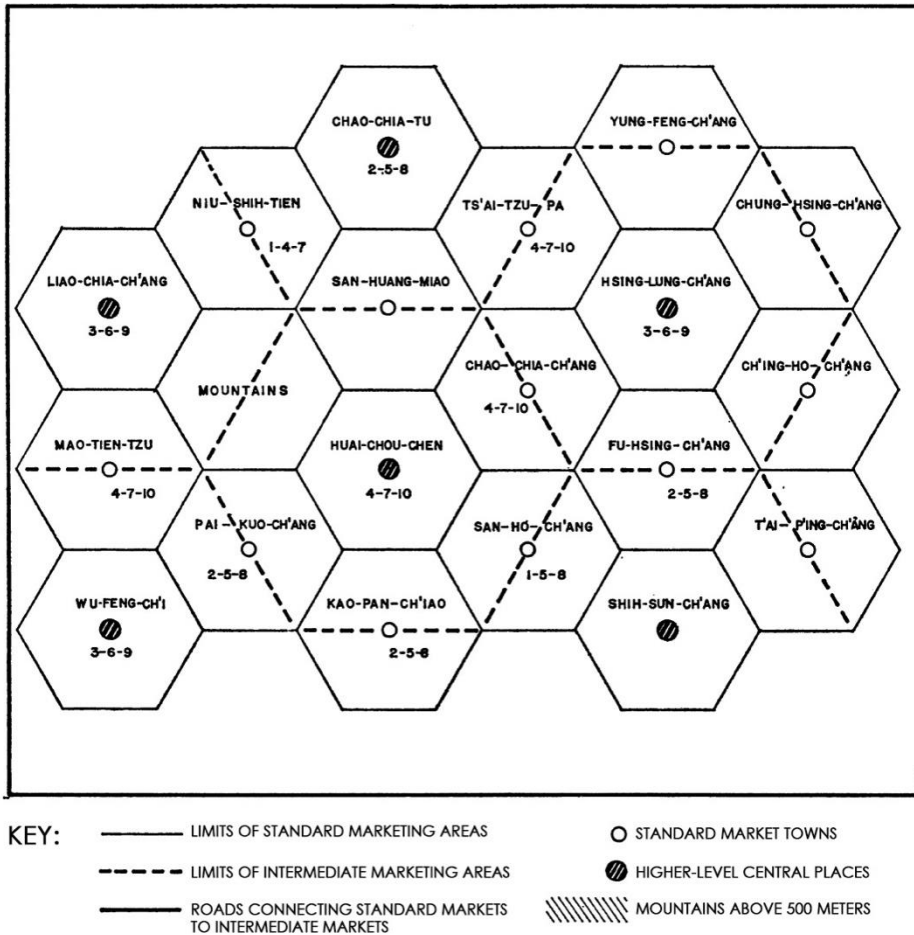 CHAO-CHIA-TU
2-5-8
YUNG-FENG-CH'ANG
NIU-SHIH-TIEN
1-4-7
TS'AI-TZU-PA
4-7-10
CHUNG-HSING-CH'ANG
LIAO-CHIA-CH'ANG
3-6-9
SAN-HUANG-MIAO
HSING-LUNG-CH'ANG
3-6-9
MOUNTAINS
CHAO-CHIA-CH'ANG
4-7-10
CH'ING-HO-CH'ANG
MAO-TIEN-TZU
4-7-10
HUAI-CHOU-CHEN
4-7-10
FU-HSING-CH'ANG
2-5-8
PAI-KUO-CH'ANG
2-5-8
SAN-HO-CH'ANG
1-5-8
T'AI-P'ING-CH'ANG
WU-FENG-CH'I
3-6-9
KAO-PAN-CH'IAO
2-5-8
SHIH-SUN-CH'ANG
KEY:
LIMITS OF STANDARD MARKETING AREAS
STANDARD MARKET TOWNS
LIMITS OF INTERMEDIATE MARKETING AREAS
HIGHER-LEVEL CENTRAL PLACES
ROADS CONNECTING STANDARD MARKETS
TO INTERMEDIATE MARKETS
MOUNTAINS ABOVE 500 METERS